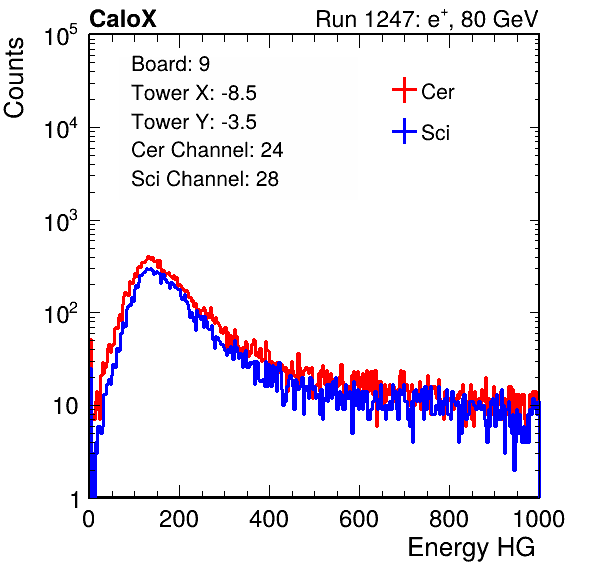 CaloX Run 1247: e⁺, 80 GeV
Counts
10⁵
10⁴
10³
10²
10
1
Board: 9
Tower X: -8.5
Tower Y: -3.5
Cer Channel: 24
Sci Channel: 28
Cer
Sci
0 200 400 600 800 1000
Energy HG